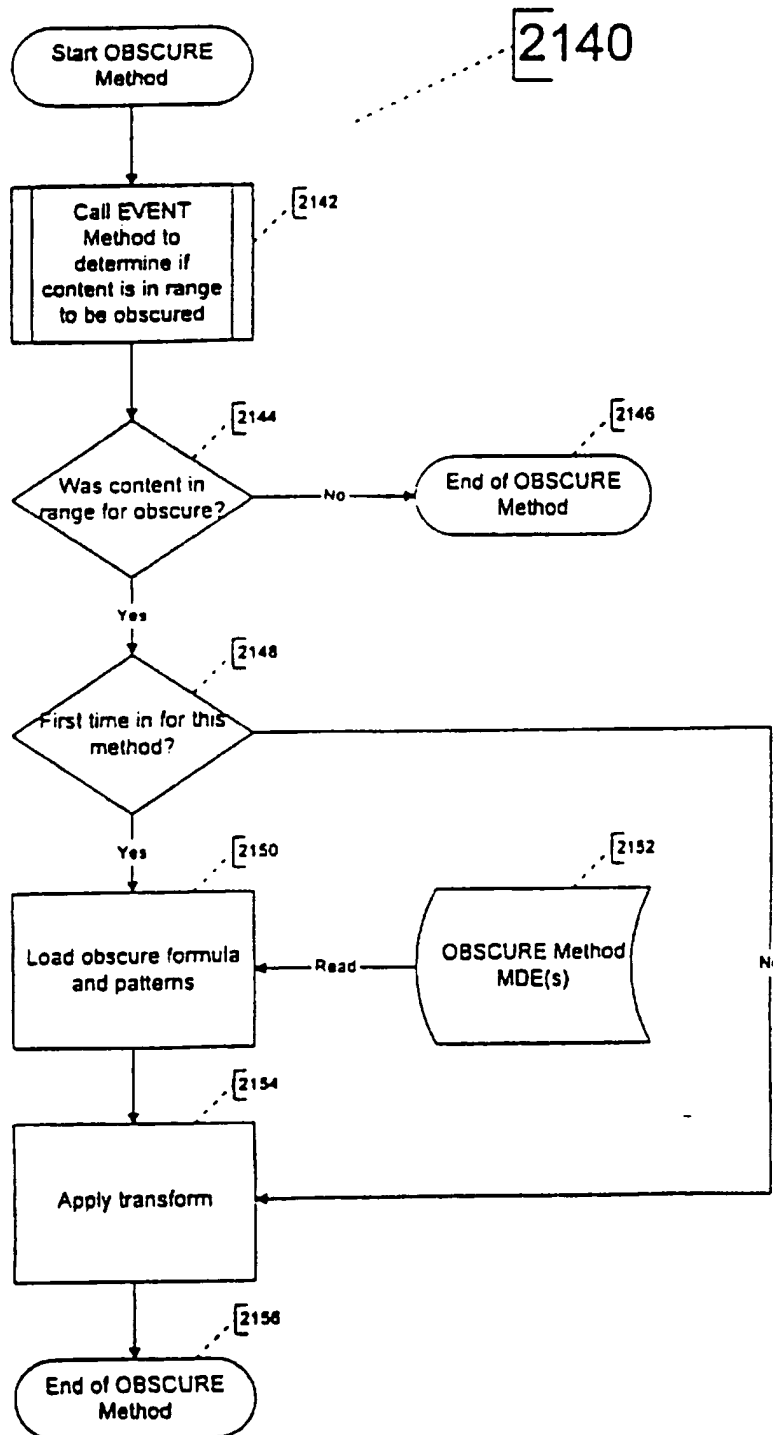 Start OBSCURE
Method
2140
Call EVENT
Method to
determine if
content is in range
to be obscured
2142
2144
Was content in
range for obscure?
No
2146
End of OBSCURE
Method
Yes
2148
First time in for this
method?
Yes
2150
Load obscure formula
and patterns
Read
2152
OBSCURE Method
MDE(s)
No
2154
Apply transform
2156
End of OBSCURE
Method